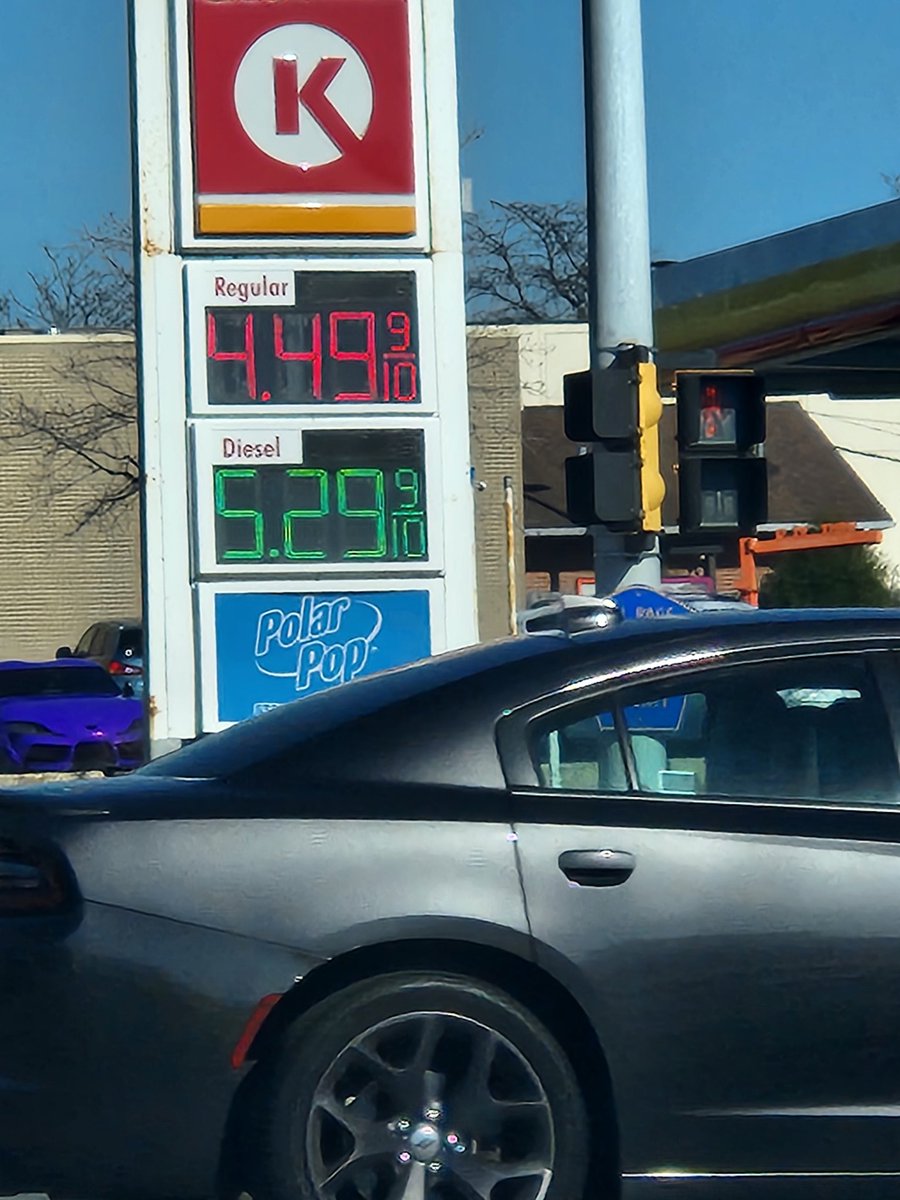 K
Regular
4.49 9/10
Diesel
5.29 9/10
Polar
Pop